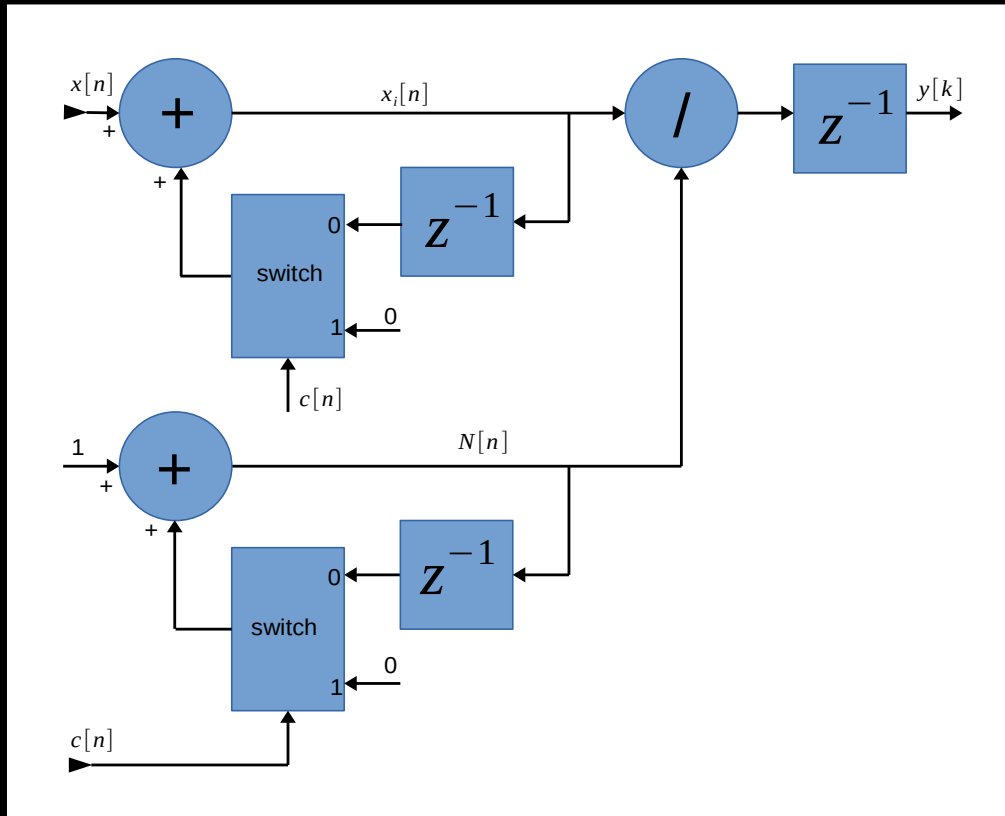 x[n]
+
+
x_i[n]
/
z^{-1}
y[k]
+
z^{-1}
0
switch
1
0
c[n]
1
+
+
N[n]
+
z^{-1}
0
switch
1
0
c[n]